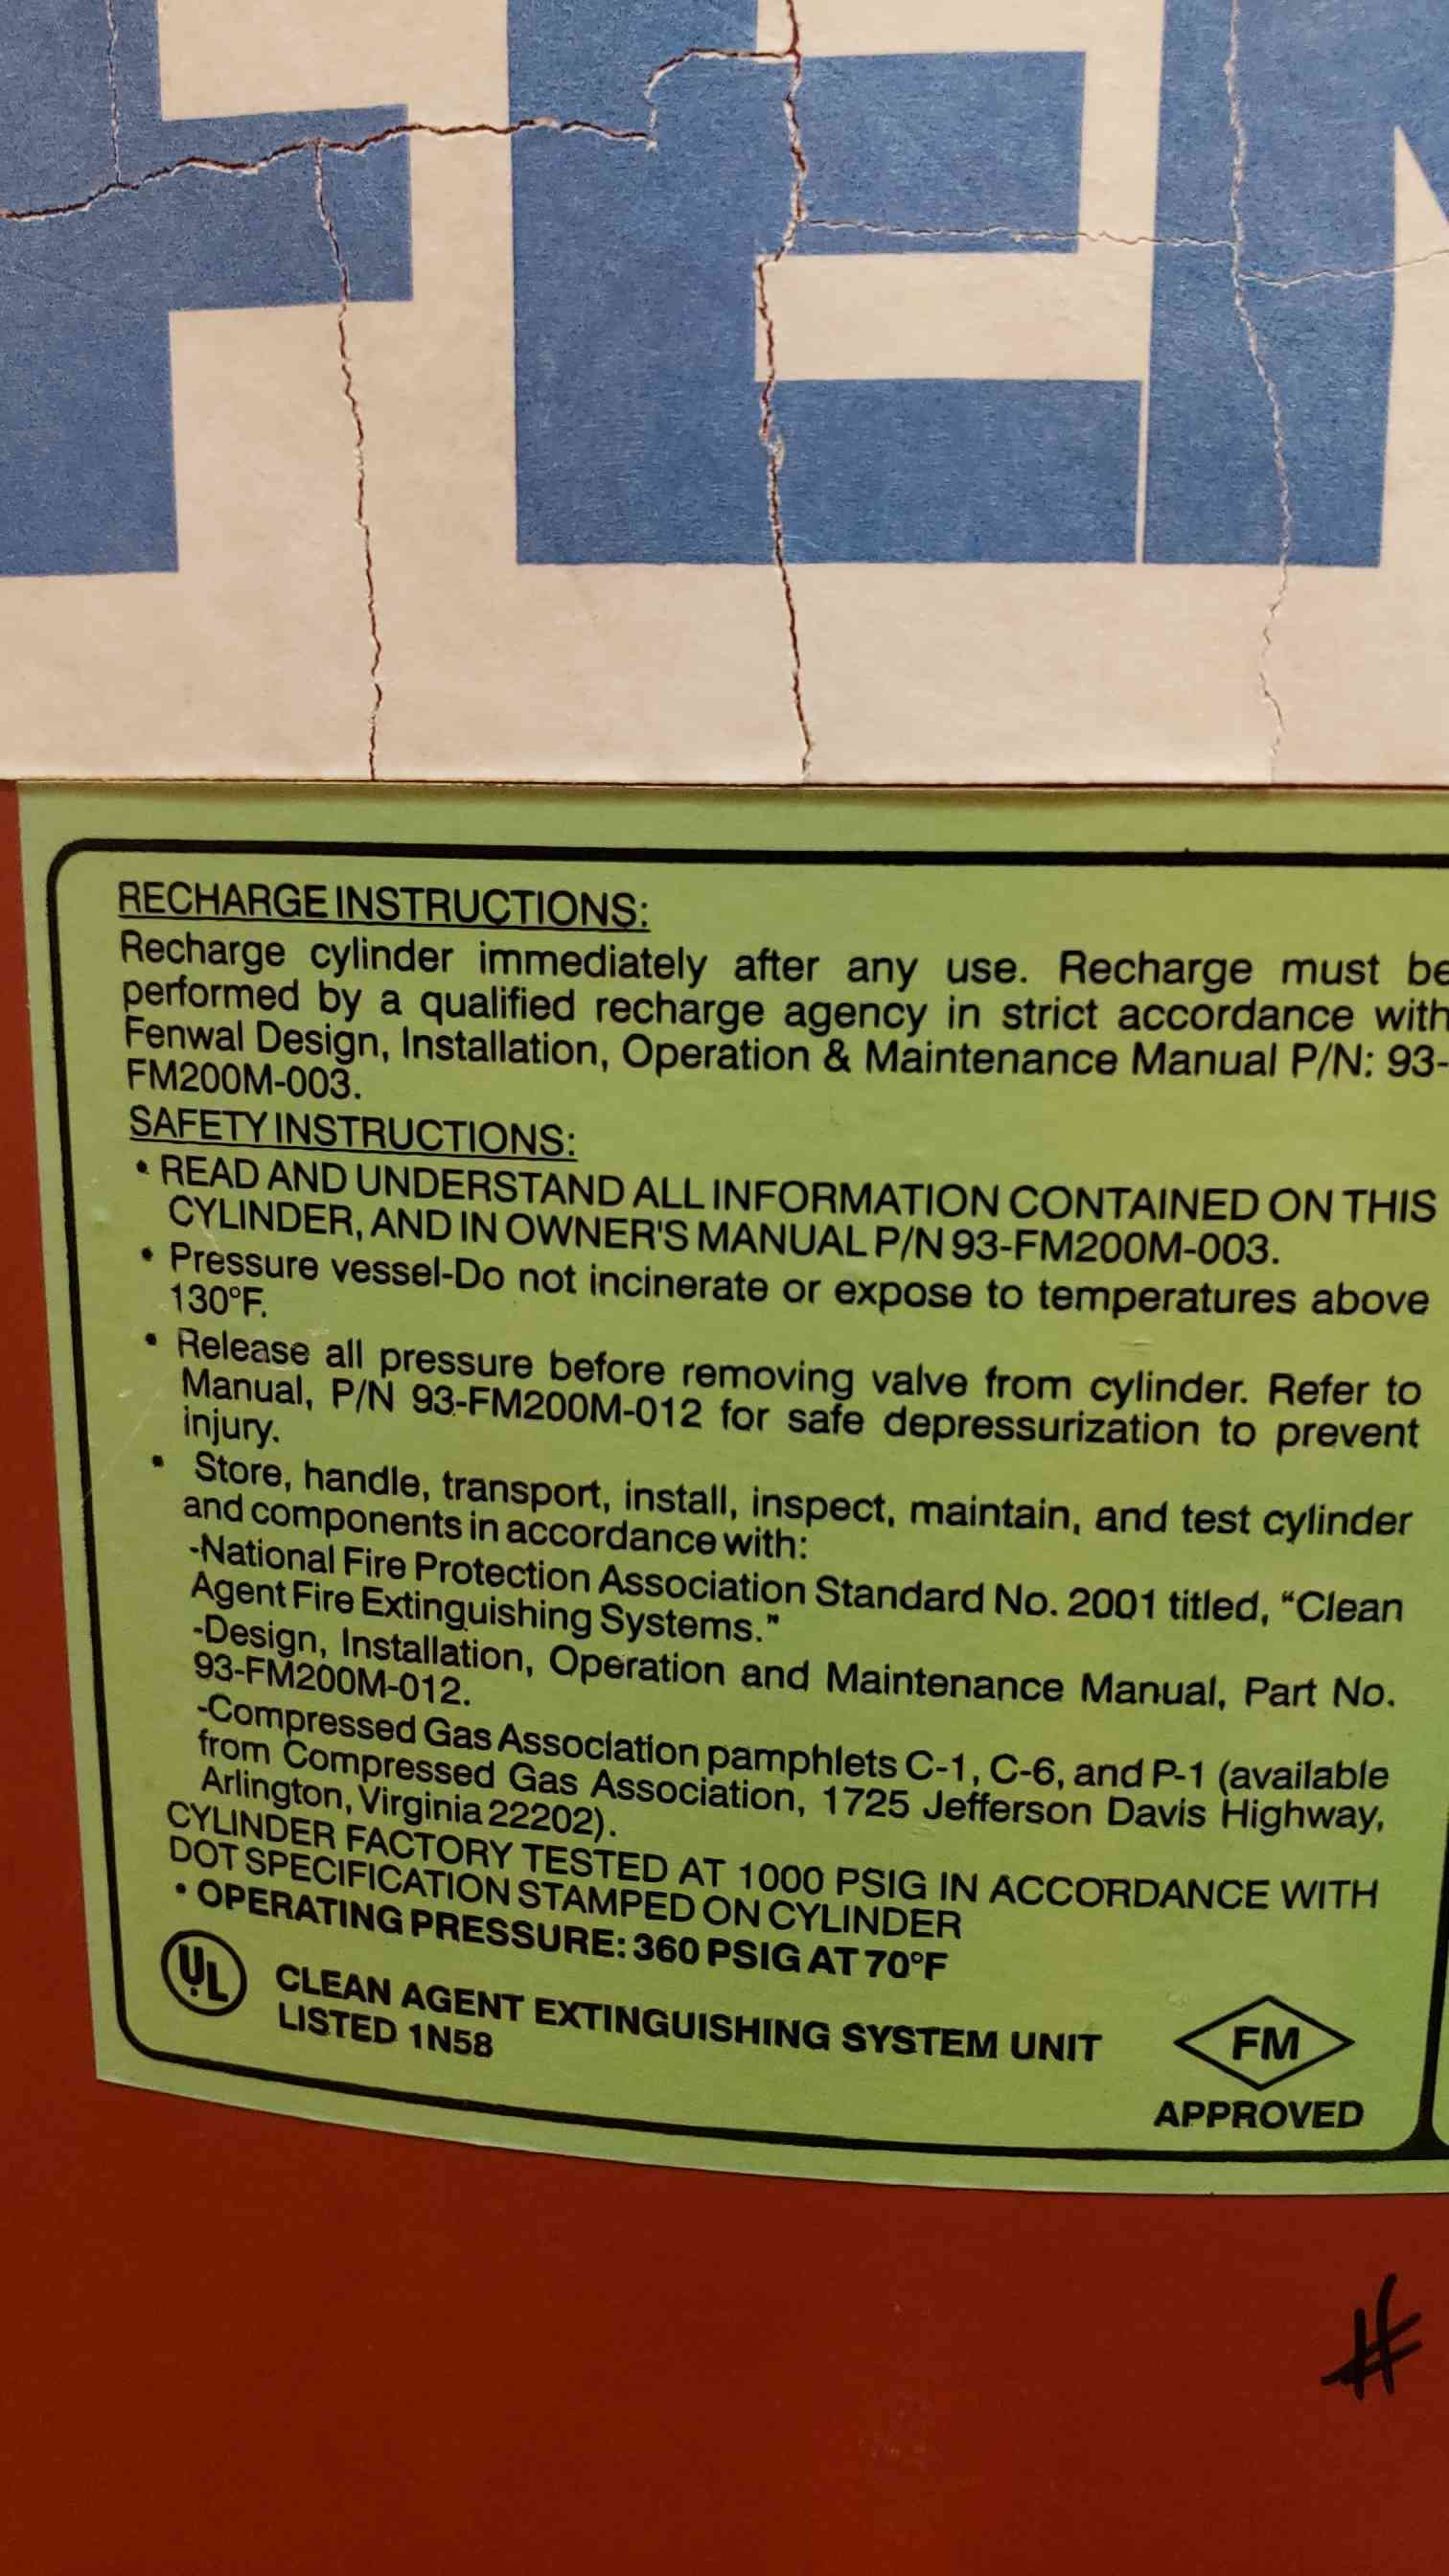 FEN
RECHARGE INSTRUCTIONS:
Recharge cylinder immediately after any use. Recharge must be
performed by a qualified recharge agency in strict accordance with
Fenwal Design, Installation, Operation & Maintenance Manual P/N: 93-
FM200M-003.
SAFETY INSTRUCTIONS:
• READ AND UNDERSTAND ALL INFORMATION CONTAINED ON THIS
CYLINDER, AND IN OWNER'S MANUAL P/N 93-FM200M-003.
• Pressure vessel-Do not incinerate or expose to temperatures above
130°F.
• Release all pressure before removing valve from cylinder. Refer to
Manual, P/N 93-FM200M-012 for safe depressurization to prevent
injury.
• Store, handle, transport, install, inspect, maintain, and test cylinder
and components in accordance with:
-National Fire Protection Association Standard No. 2001 titled, “Clean
Agent Fire Extinguishing Systems.”
-Design, Installation, Operation and Maintenance Manual, Part No.
93-FM200M-012.
-Compressed Gas Association pamphlets C-1, C-6, and P-1 (available
from Compressed Gas Association, 1725 Jefferson Davis Highway,
Arlington, Virginia 22202).
CYLINDER FACTORY TESTED AT 1000 PSIG IN ACCORDANCE WITH
DOT SPECIFICATION STAMPED ON CYLINDER
• OPERATING PRESSURE: 360 PSIG AT 70°F
UL CLEAN AGENT EXTINGUISHING SYSTEM UNIT
LISTED 1N58
FM
APPROVED
#